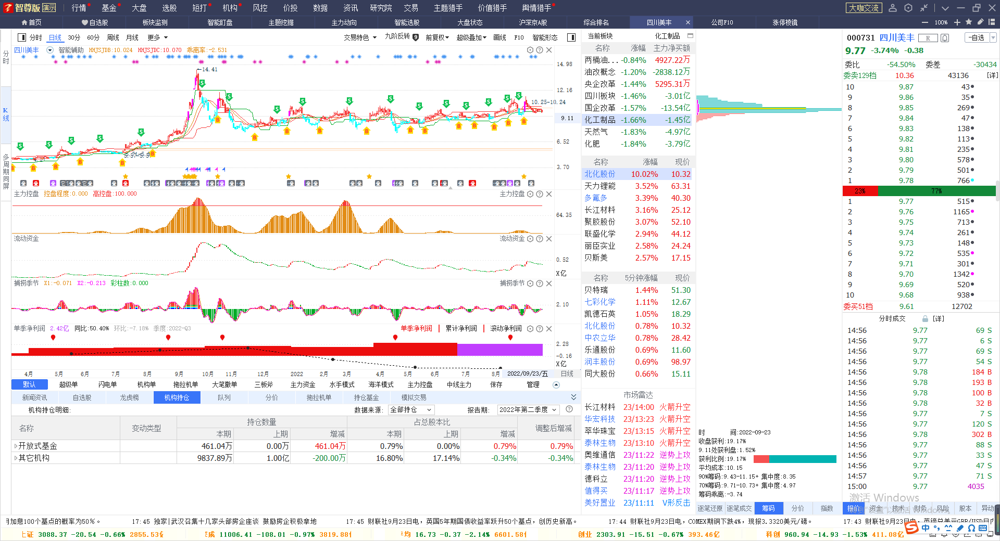 智尊版 演示 行情 基金 大盘 选股 短打 机构 风控 价投 数据 资讯 研究院 交易 主题猎手 价值猎手 舆情猎手 大咖交流
首页 自选股 板块监测 智能盯盘 主题挖掘 主力动向 智能选股 大盘状态 沪深京A股 综合排名 四川美丰 公司F10 涨停棱镜 100%
分时 日线 30分 60分 周线 月线 更多 交易特色 九阶反转 9 前复权 超级叠加 画线 F10 智能形态
分时
K线
多周期同屏
四川美丰 智能辅助 HHJSJDB:10.024 HHJSJDC:10.070 乖离率:-2.531
14.98
14.41
12.16
10.25-10.24
9.11
6.52
3.70
主力控盘 控盘程度:0.000 高控盘:100.000 主力控盘
64.35
流动资金 流动资金
0.52
X亿
捕捞季节 X1:-0.071 X2:-0.213 彩柱数:0.000 捕捞季节
2.10
单季净利润 2.42亿 同比:50.40% 环比:-7.18% 季度:2022-Q3 单季净利润 累计净利润 滚动净利润
2.28
-0.16
X亿
4月 5月 6月 7月 8月 9月 10月 11月 12月 2022 2月 3月 4月 5月 6月 7月 8月 2022/09/23/五 日线
默认 超级单 闪电单 机构单 拖拉机单 大笔撤单 三板斧 主力资金 水手模式 海洋模式 主力控盘 中线主力 保存 管理
新闻资讯 自选股 龙虎榜 机构持仓 队列 分价 拖拉机单 持仓基金 模拟交易
机构持仓明细: 数据来源: 全部持仓 报告期: 2022年第二季度
名称 变动类型 持仓数量 占总股本比 调整后增减
本期 上期 增减 本期 上期 增减
开放式基金 461.04万 0.00万 461.04万 0.79% 0.00% 0.79% 0.79%
其它机构 9837.89万 1.00亿 -200.00万 16.80% 17.14% -0.34% -0.34%
当前板块 化工制品
名称 涨幅 主力净买额
两桶油... -0.84% 4927.22万
油改概念 -1.20% -2838.12万
央企改革 -1.44% 5295.31万
四川板块 -1.46% -3.01亿
国企改革 -1.57% -13.54亿
化工制品 -1.66% -1.45亿
天然气 -1.83% -4.97亿
化肥 -1.84% -3.79亿
名称 涨幅 现价
北化股份 10.02% 10.32
天力锂能 3.52% 63.31
多氟多 3.39% 40.30
长江材料 3.16% 25.12
聚胶股份 3.07% 52.10
联盛化学 2.94% 44.12
丽臣实业 2.58% 24.24
贝斯美 2.57% 17.15
名称 5分钟涨幅 现价
贝特瑞 1.44% 51.30
七彩化学 1.11% 12.67
凯德石英 1.05% 18.29
北化股份 0.78% 10.32
中农立华 0.78% 28.42
乐通股份 0.69% 11.60
润丰股份 0.69% 98.97
同大股份 0.66% 15.11
市场雷达
长江材料 23/14:00 火箭升空
华宏科技 23/13:23 火箭升空
萃华珠宝 23/13:15 火箭升空
泰林生物 23/13:10 火箭升空
奥维通信 23/11:22 逆势上攻
泰林生物 23/11:20 逆势上攻
德科立 23/11:20 逆势上攻
值得买 23/11:17 逆势上攻
美好置业 23/11:11 V形反击
时 间:2022-09-23
收盘获利:19.17%
9.11处获利盘:1.52%
获利比例:19.17%
平均成本:10.15
90%筹码:9.43-11.15+ 集中度:8.35
70%筹码:9.71-10.73+ 集中度:4.97
筹码乖离:-3.74
逐笔还原 逐笔成交 筹码 分价 指数
000731 四川美丰 R -自选
9.77 -3.74% -0.38
委比 -54.50% 委差 -30434
委卖129档 10.36 43136 [详]
10 9.87 43
9 9.86 35
8 9.85 269
7 9.84 47
6 9.83 138
5 9.82 113
4 9.81 235
3 9.80 578
2 9.79 501
1 9.78 766
23% 77%
1 9.77 515
2 9.76 1165
3 9.75 713
4 9.74 261
5 9.73 148
6 9.72 535
7 9.71 301
8 9.70 1342
9 9.69 520
10 9.68 938
委买51档 9.61 12702
分时成交 [详]
14:56 9.77 69 S
14:56 9.77 6 S
14:56 9.77 69 S
14:56 9.77 54 S
14:56 9.78 184 B
14:56 9.78 193 B
14:56 9.78 100 B
14:56 9.78 32 B
14:56 9.77 7 S
14:56 9.77 120 S
14:56 9.78 302 B
14:56 9.77 88 S
14:56 9.77 33 S
14:56 9.77 47 S
14:57 9.77 71 S
15:00 9.77 4035
激活 Windows
报价 资金 技术 财务 风险 股本 异动
月加息100个基点的概率为50%。 17:45 独家|武汉召集十几家头部房企座谈 鼓励房企积极拿地 17:45 财联社9月23日电，英国5年期国债收益率跃升50个基点，创历史新高。 17:44 财联社9月23日电，COMEX期铜下跌4%，现报3.3320美元/磅。 17:43 财联社9月23日电，英镑兑美元GBP/USD日内
上证 3088.37 -20.54 -0.66% 2855.53亿 成 11006.41 -108.01 -0.97% 3819.88亿 平均 16.73 -0.37 -2.14% 6601.58亿 创业 2303.91 -15.51 -0.67% 393.46亿 科创 960.94 -14.93 -1.53% 411.08亿 中